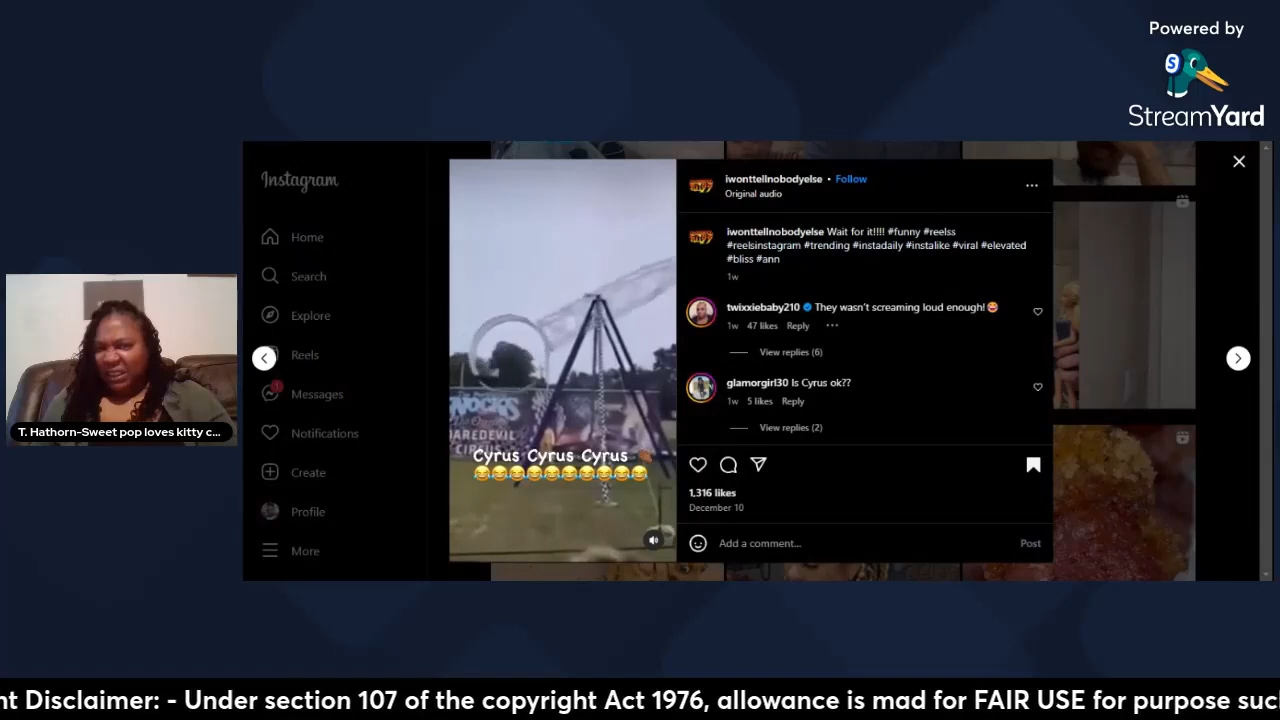 Powered by
StreamYard
Instagram
Home
Search
Explore
Reels
Messages
1
Notifications
Create
Profile
More
T. Hathorn-Sweet pop loves kitty c...
DAREDEVIL
CIRCUS
Cyrus Cyrus Cyrus
iwonttellnobodyelse • Follow
Original audio
iwonttellnobodyelse Wait for it!!!! #funny #reelss
#reelsinstagram #trending #instadaily #instalike #viral #elevated
#bliss #ann
1w
twixxiebaby210 They wasn't screaming loud enough!
1w 47 likes Reply
View replies (6)
glamorgirl30 Is Cyrus ok??
1w 5 likes Reply
View replies (2)
1,316 likes
December 10
Add a comment... Post
nt Disclaimer: - Under section 107 of the copyright Act 1976, allowance is mad for FAIR USE for purpose suc